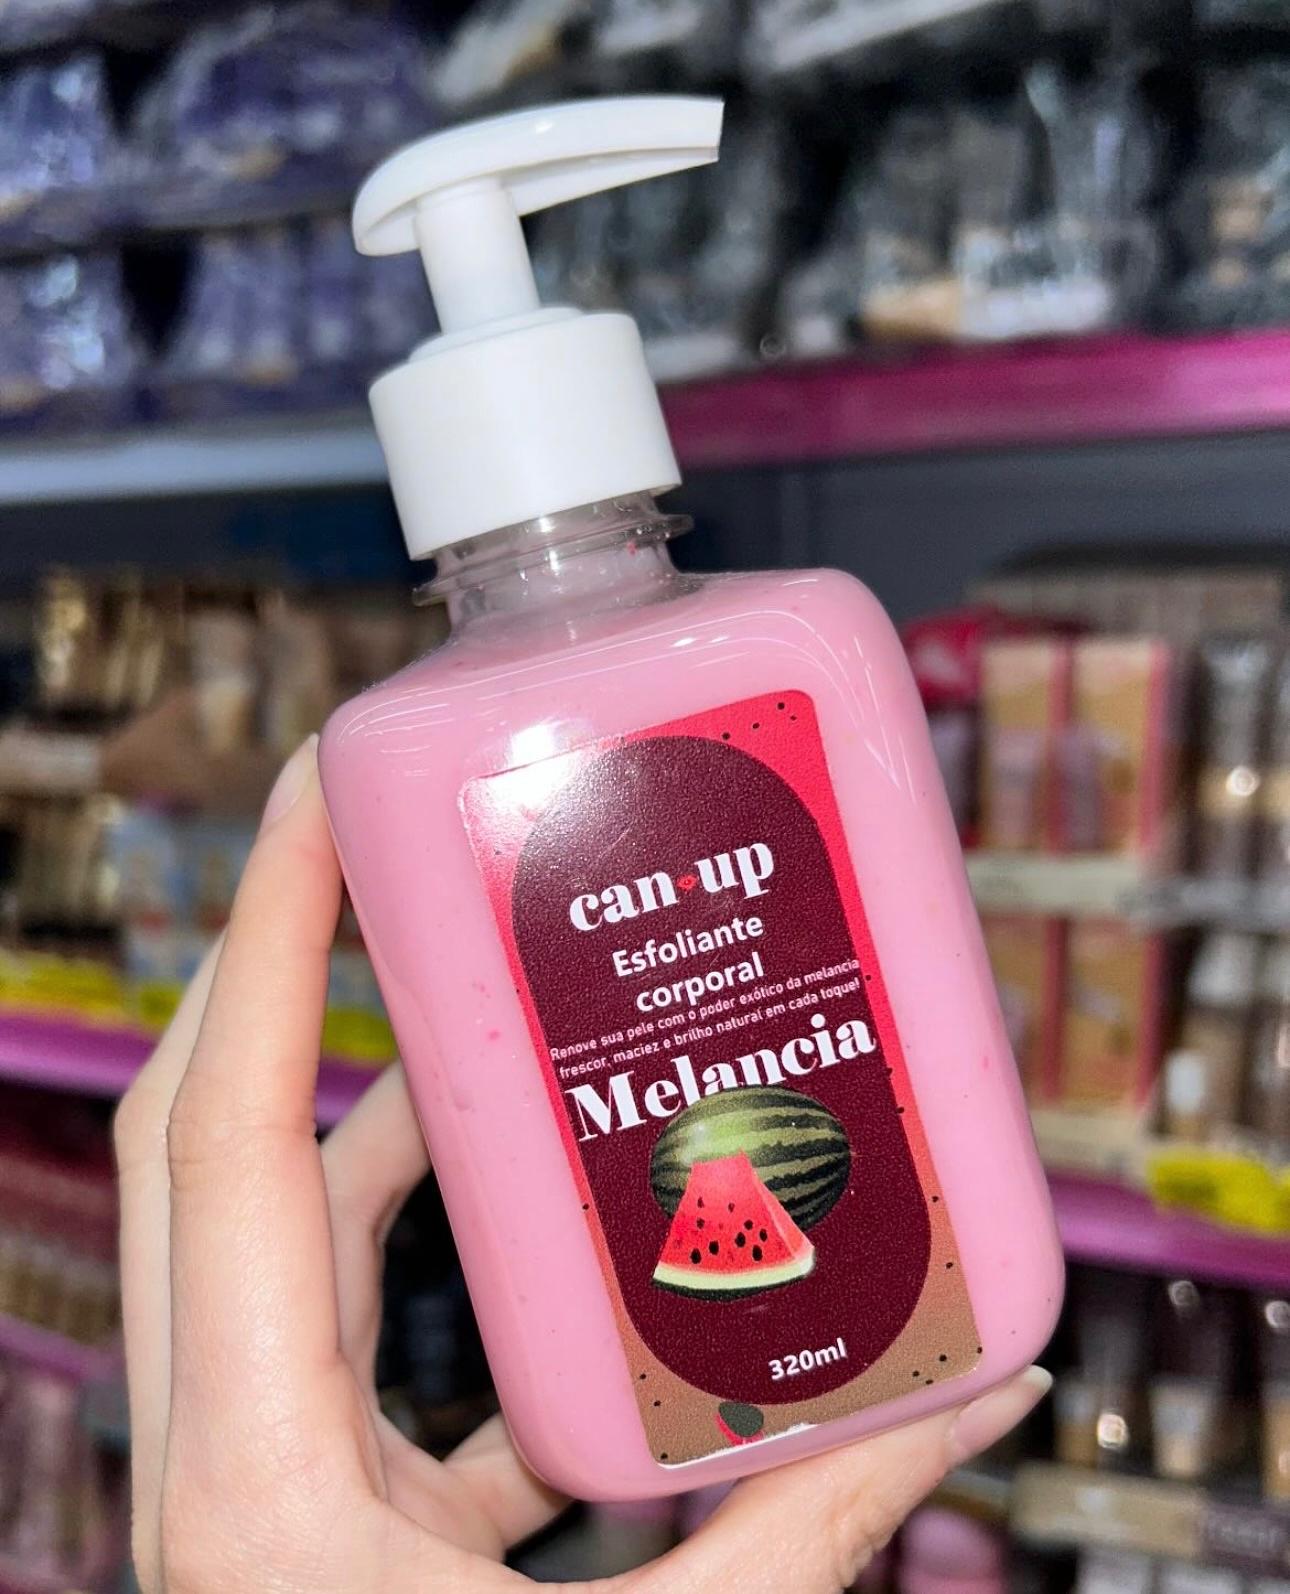 can up
Esfoliante
corporal
Renove sua pele com o poder exótico da melancia
frescor, maciez e brilho natural em cada toque!
Melancia
320ml